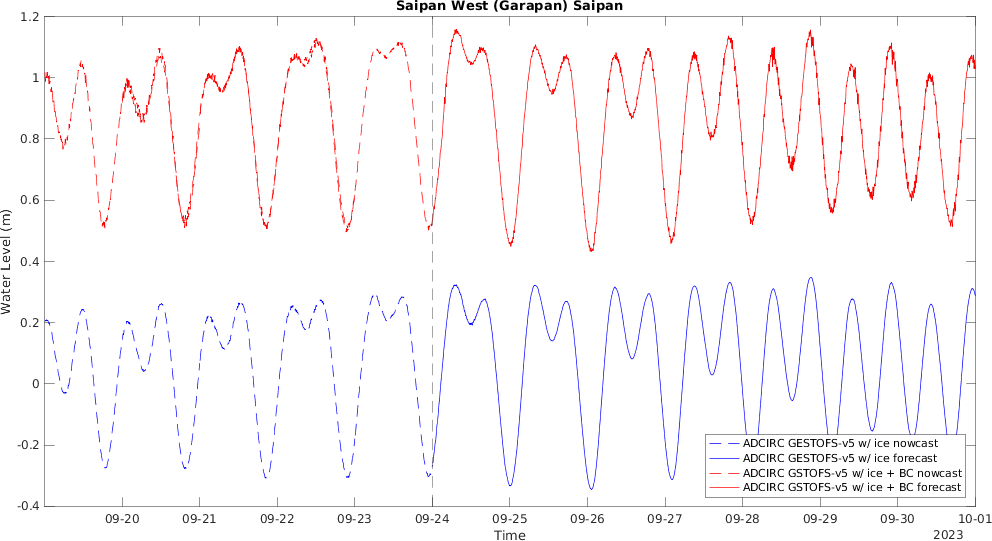 Saipan West (Garapan) Saipan
1.2
1
0.8
0.6
0.4
0.2
0
-0.2
-0.4
Water Level (m)
ADCIRC GESTOFS-v5 w/ ice nowcast
ADCIRC GESTOFS-v5 w/ ice forecast
ADCIRC GSTOFS-v5 w/ ice + BC nowcast
ADCIRC GSTOFS-v5 w/ ice + BC forecast
09-20 09-21 09-22 09-23 09-24 09-25 09-26 09-27 09-28 09-29 09-30 10-01
Time
2023